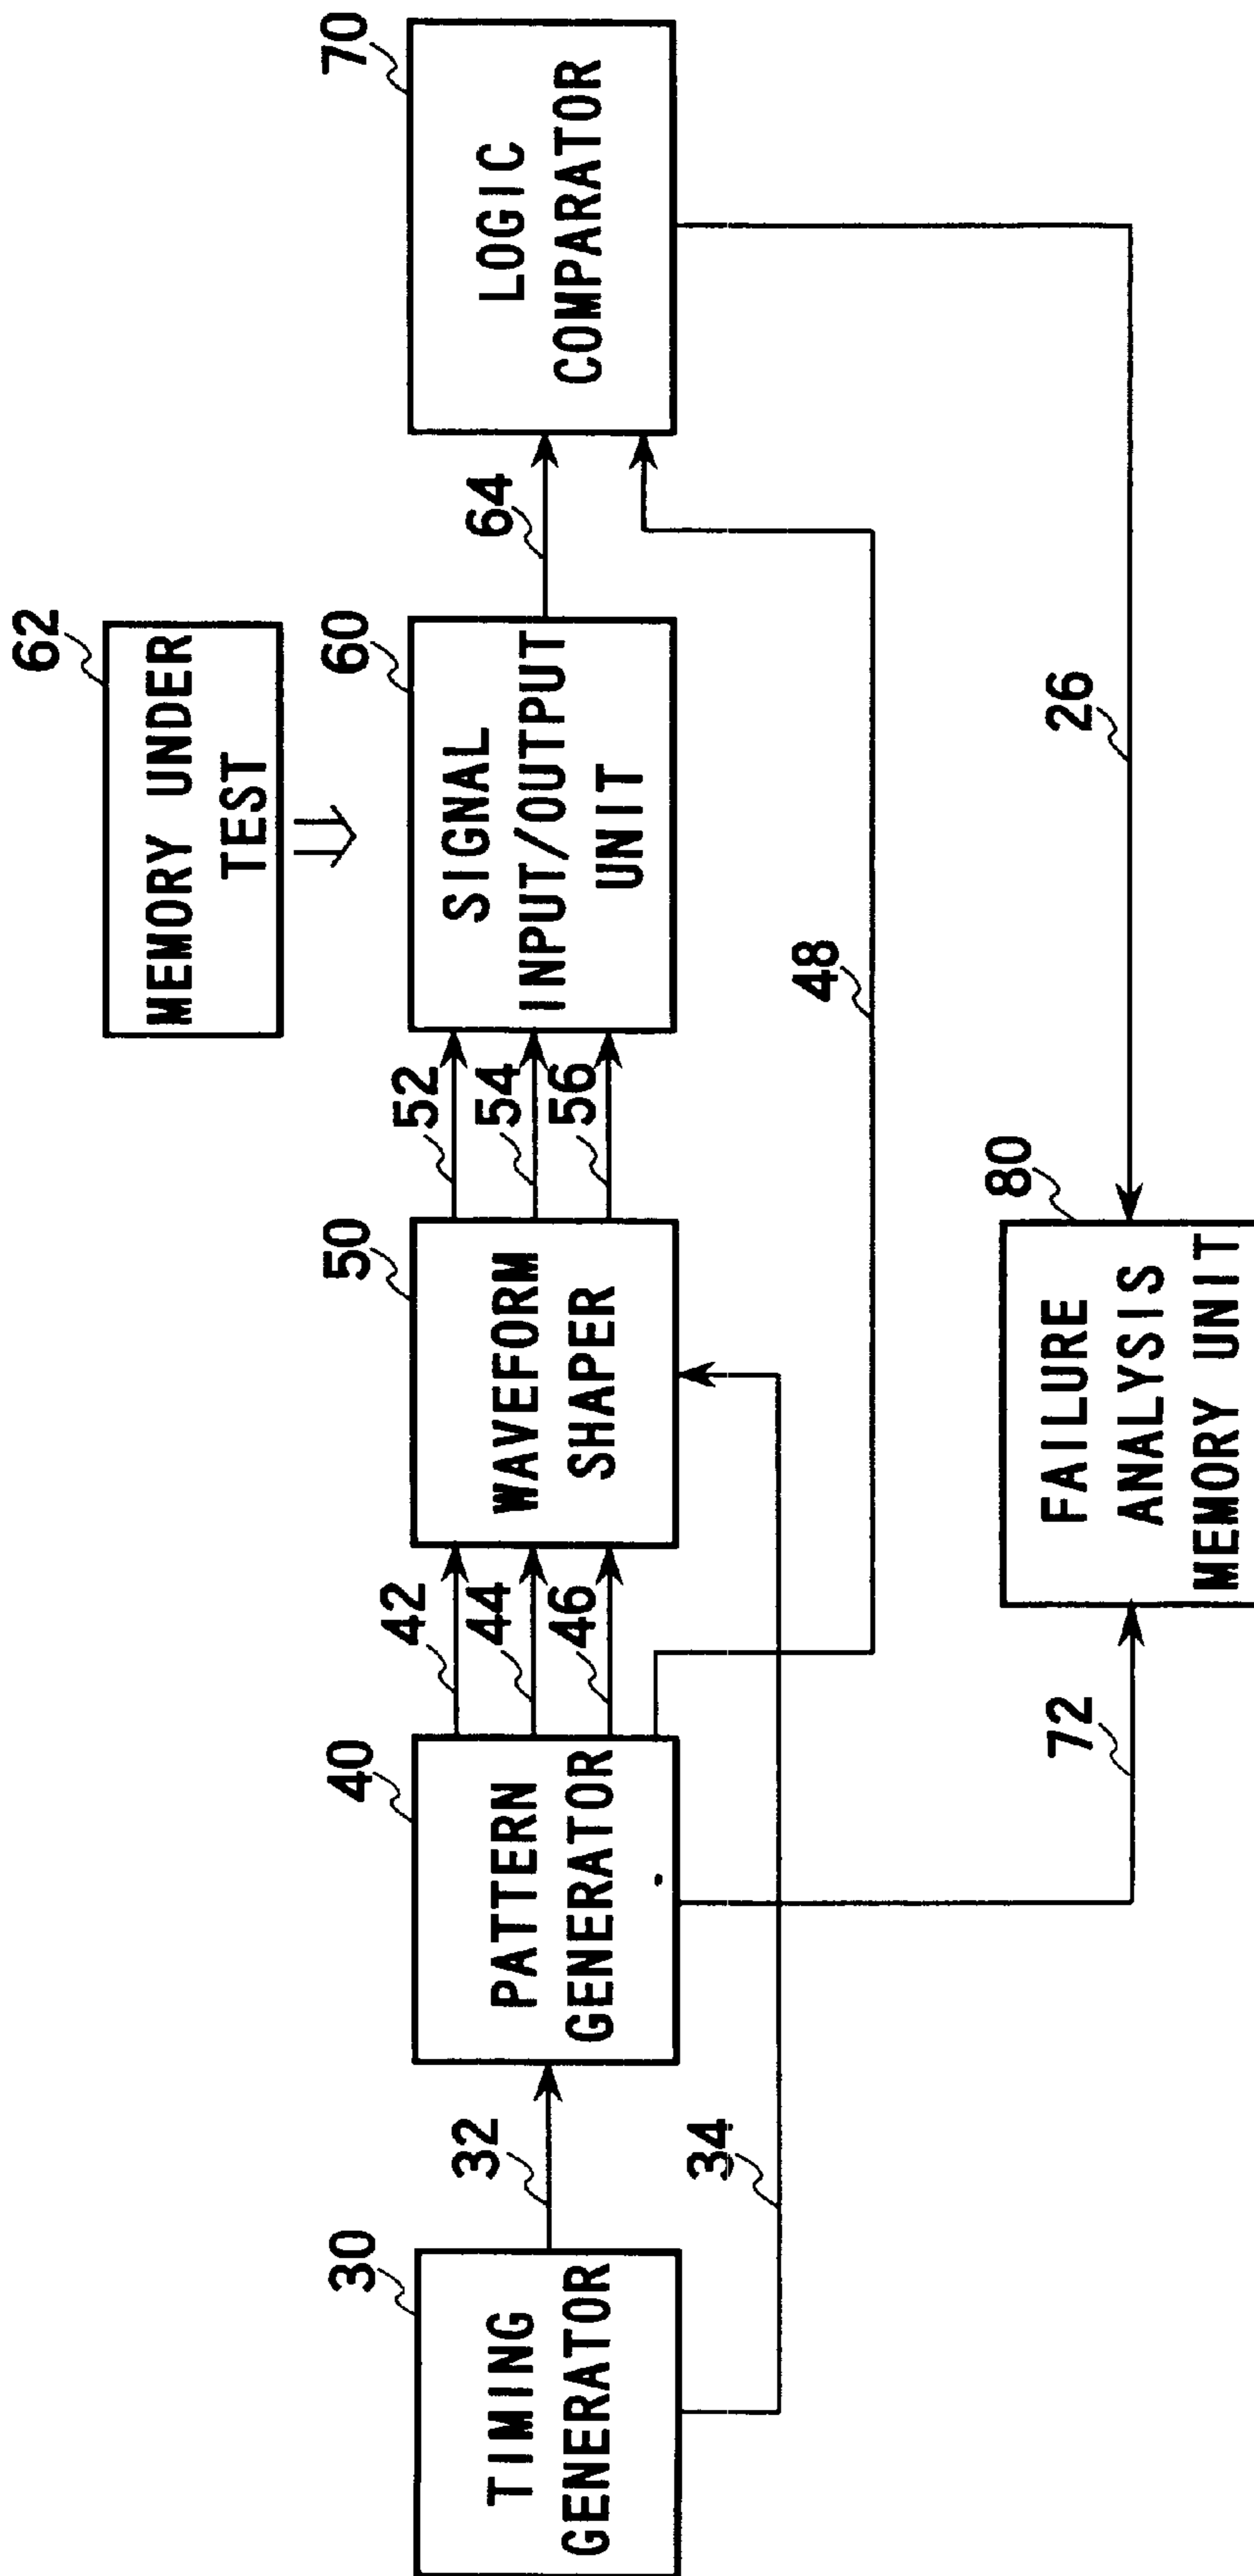 62
MEMORY UNDER
TEST
30
TIMING
GENERATOR
32
34
40
PATTERN
GENERATOR
42
44
46
50
WAVEFORM
SHAPER
52
54
56
60
SIGNAL
INPUT/OUTPUT
UNIT
64
70
LOGIC
COMPARATOR
48
72
80
FAILURE
ANALYSIS
MEMORY UNIT
26